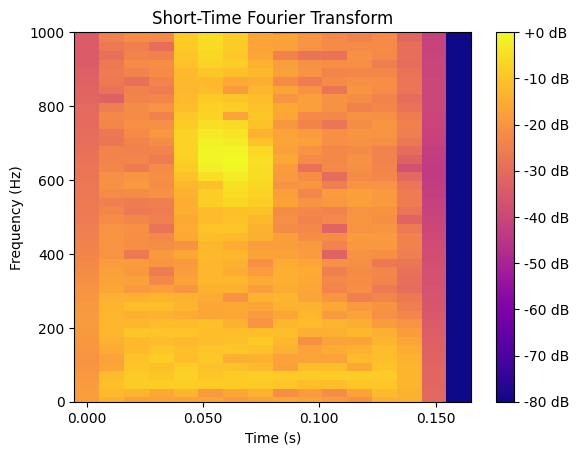 Short-Time Fourier Transform
Frequency (Hz)
1000
800
600
400
200
0
0.000
0.050
0.100
0.150
Time (s)
+0 dB
-10 dB
-20 dB
-30 dB
-40 dB
-50 dB
-60 dB
-70 dB
-80 dB